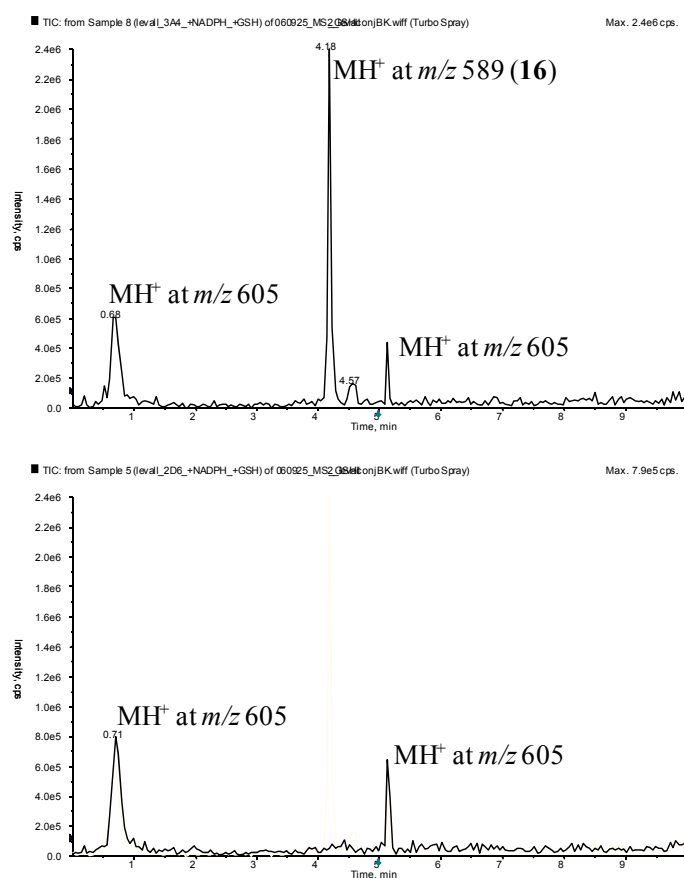 TIC: from Sample 8 (levall_3A4_+NADPH_+GSH) of (Turbo Spray) Max. 2.4e6 cps.
4.18
2.4e6
MH⁺ at m/z 589 (16)
2.2e6
2.0e6
1.8e6
1.6e6
1.4e6
1.2e6
Intensity, cps
1.0e6
MH⁺ at m/z 605
8.0e5
0.68
6.0e5
MH⁺ at m/z 605
4.0e5
4.57
2.0e5
0.0
1 2 3 4 5 6 7 8 9
Time, min
TIC: from Sample 5 (levall_2D6_+NADPH_+GSH) of (Turbo Spray) Max. 7.9e5 cps.
2.4e6
2.2e6
2.0e6
1.8e6
1.6e6
1.4e6
1.2e6
Intensity, cps
1.0e6
MH⁺ at m/z 605
0.71
8.0e5
MH⁺ at m/z 605
6.0e5
4.0e5
2.0e5
0.0
1 2 3 4 5 6 7 8 9
Time, min